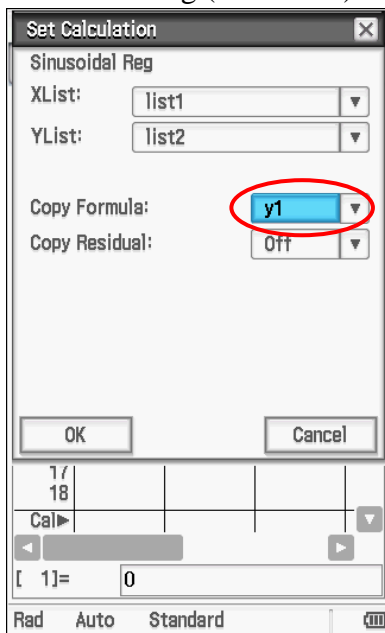 Set Calculation
Sinusoidal Reg
XList: list1
YList: list2
Copy Formula: y1
Copy Residual: Off
OK Cancel
17
18
Cal▶
[ 1]= 0
Rad Auto Standard